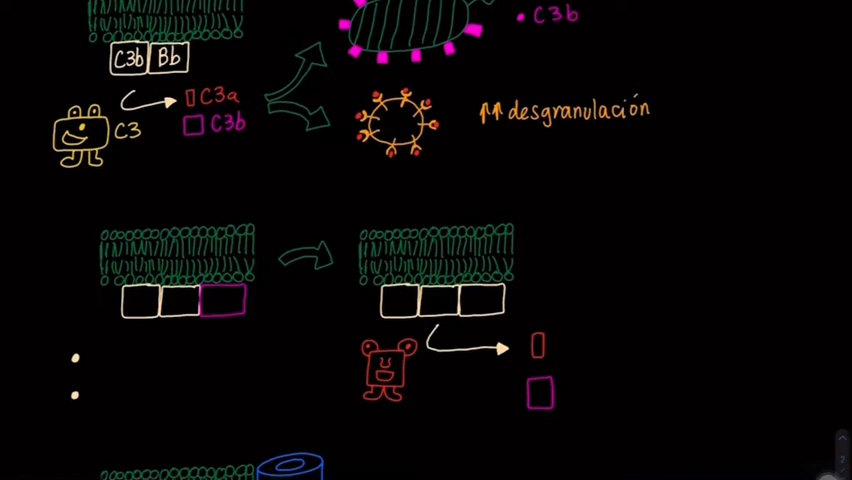 • C3b
C3b Bb
C3a
C3b
C3
↑↑ desgranulación